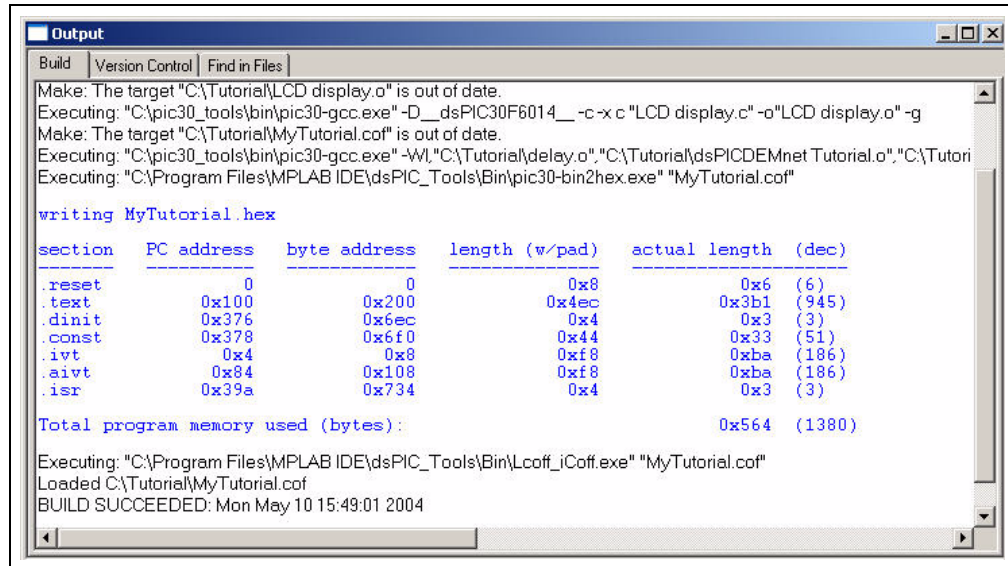 Output
Build Version Control Find in Files
Make: The target "C:\Tutorial\LCD display.o" is out of date.
Executing: "C:\pic30_tools\bin\pic30-gcc.exe" -D__dsPIC30F6014__ -c -x c "LCD display.c" -o"LCD display.o" -g
Make: The target "C:\Tutorial\MyTutorial.cof" is out of date.
Executing: "C:\pic30_tools\bin\pic30-gcc.exe" -Wl,"C:\Tutorial\delay.o","C:\Tutorial\dsPICDEMnet Tutorial.o","C:\Tutori
Executing: "C:\Program Files\MPLAB IDE\dsPIC_Tools\Bin\pic30-bin2hex.exe" "MyTutorial.cof"
writing MyTutorial.hex
section PC address byte address length (w/pad) actual length (dec)
------- ---------- ------------ -------------- --------------------
.reset 0 0 0x8 0x6 (6)
.text 0x100 0x200 0x4ec 0x3b1 (945)
.dinit 0x376 0x6ec 0x4 0x3 (3)
.const 0x378 0x6f0 0x44 0x33 (51)
.ivt 0x4 0x8 0xf8 0xba (186)
.aivt 0x84 0x108 0xf8 0xba (186)
.isr 0x39a 0x734 0x4 0x3 (3)
Total program memory used (bytes): 0x564 (1380)
Executing: "C:\Program Files\MPLAB IDE\dsPIC_Tools\Bin\Lcoff_iCoff.exe" "MyTutorial.cof"
Loaded C:\Tutorial\MyTutorial.cof
BUILD SUCCEEDED: Mon May 10 15:49:01 2004